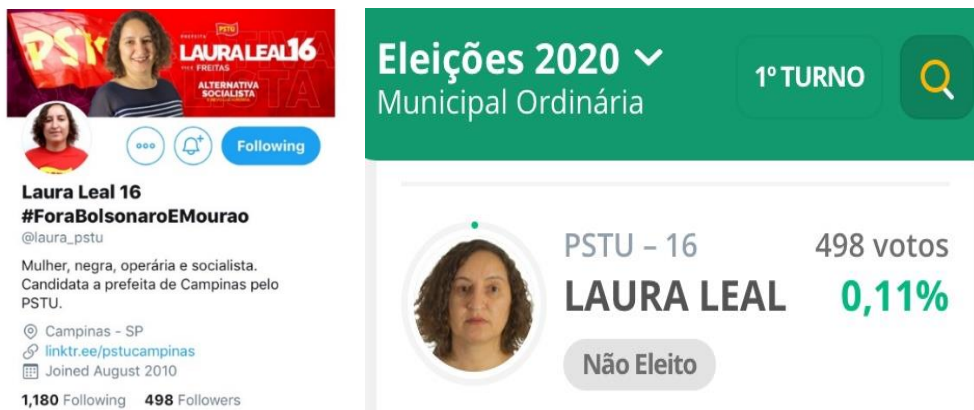 PSTU
PREFEITA
LAURA LEAL 16
FREITAS
ALTERNATIVA
SOCIALISTA
Following
Laura Leal 16
#ForaBolsonaroEMourao
@laura_pstu
Mulher, negra, operária e socialista.
Candidata a prefeita de Campinas pelo
PSTU.
Campinas - SP
linktr.ee/pstucampinas
Joined August 2010
1,180 Following 498 Followers
Eleições 2020
Municipal Ordinária
1º TURNO
PSTU – 16 498 votos
LAURA LEAL 0,11%
Não Eleito